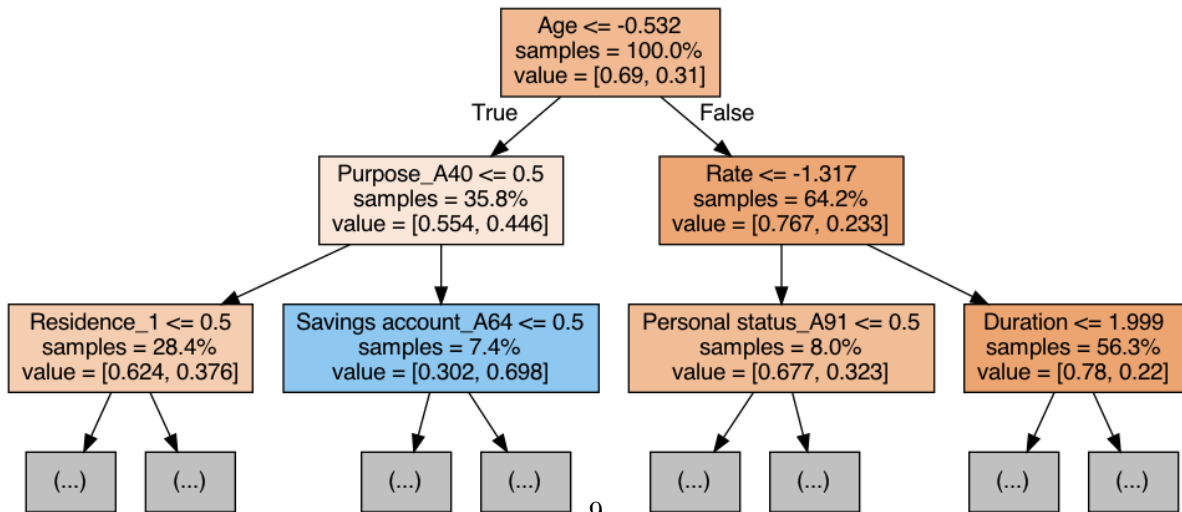 Age <= -0.532
samples = 100.0%
value = [0.69, 0.31]
True
False
Purpose_A40 <= 0.5
samples = 35.8%
value = [0.554, 0.446]
Rate <= -1.317
samples = 64.2%
value = [0.767, 0.233]
Residence_1 <= 0.5
samples = 28.4%
value = [0.624, 0.376]
Savings account_A64 <= 0.5
samples = 7.4%
value = [0.302, 0.698]
Personal status_A91 <= 0.5
samples = 8.0%
value = [0.677, 0.323]
Duration <= 1.999
samples = 56.3%
value = [0.78, 0.22]
(...)
(...)
(...)
(...)
(...)
(...)
(...)
(...)